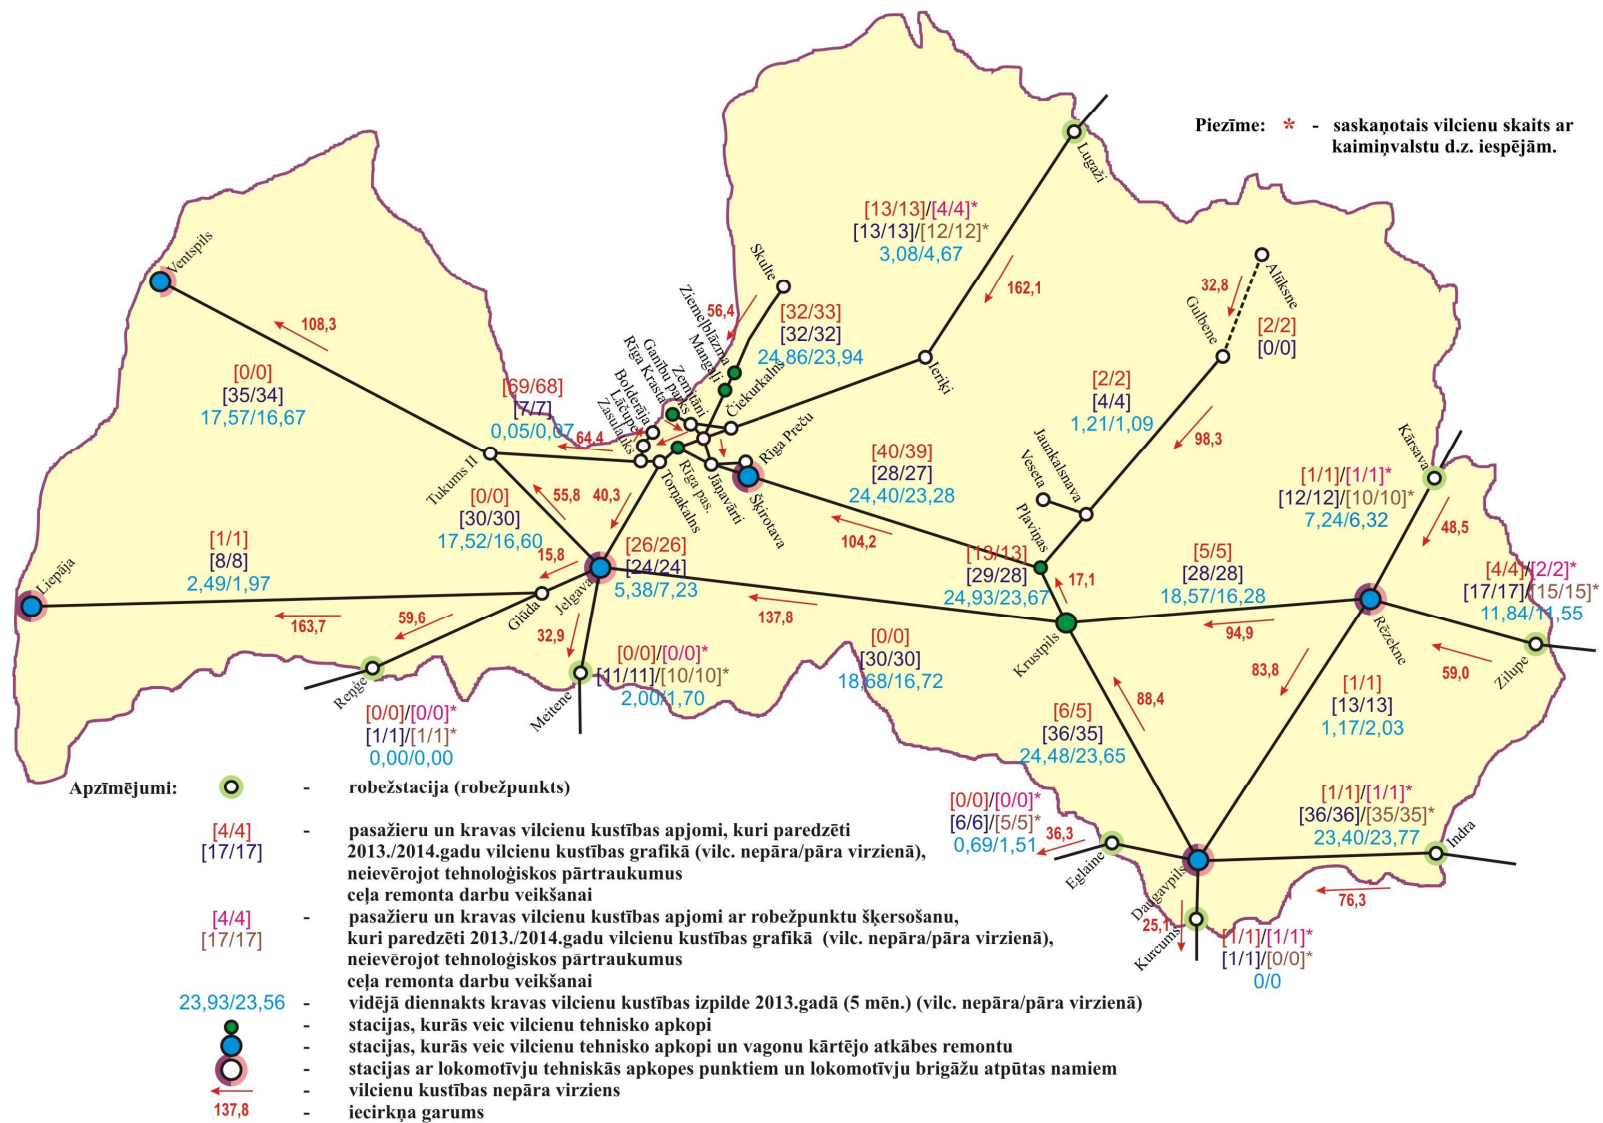 Piezīme: * - saskaņotais vilcienu skaits ar
kaimiņvalstu d.z. iespējām.
Lugaži
[13/13]/[4/4]*
[13/13]/[12/12]*
3,08/4,67
162,1
Ventspils
108,3
[0/0]
[35/34]
17,57/16,67
Skulte
56,4
[32/33]
[32/32]
24,86/23,94
Ziemeļblāzma
Mangaļi
Čiekurkalns
Zemitāni
Ganību parks
Rīga Krasta
Bolderāja
Lāčupe
Zasulauks
Ieriķi
Alūksne
32,8
Gulbene
[2/2]
[0/0]
[2/2]
[4/4]
1,21/1,09
98,3
[69/68]
[7/7]
0,05/0,07
64,4
Tukums II
Rīga Preču
Rīga pas.
Jāņavārti
Torņakalns
Šķirotava
[40/39]
[28/27]
24,40/23,28
104,2
Jaunkalsnava
Veseta
Pļaviņas
Kārsava
[1/1]/[1/1]*
[12/12]/[10/10]*
7,24/6,32
48,5
[0/0]
[30/30]
17,52/16,60
55,8
40,3
15,8
[26/26]
[24/24]
5,38/7,23
Jelgava
Glūda
[1/1]
[8/8]
2,49/1,97
Liepāja
163,7
59,6
32,9
137,8
[13/13]
[29/28]
24,93/23,67
17,1
[5/5]
[28/28]
18,57/16,28
94,9
[4/4]/[2/2]*
[17/17]/[15/15]*
11,84/11,55
59,0
Zilupe
Rēzekne
Krustpils
[0/0]
[30/30]
18,68/16,72
83,8
[1/1]
[13/13]
1,17/2,03
88,4
[6/5]
[36/35]
24,48/23,65
Reņģe
[0/0]/[0/0]*
[1/1]/[1/1]*
0,00/0,00
Meitene
[0/0]/[0/0]*
[11/11]/[10/10]*
2,00/1,70
[0/0]/[0/0]*
[6/6]/[5/5]*
0,69/1,51
36,3
Eglaine
Daugavpils
[1/1]/[1/1]*
[36/36]/[35/35]*
23,40/23,77
Indra
76,3
25,1
Kurcums
[1/1]/[1/1]*
[1/1]/[0/0]*
0/0
Apzīmējumi: - robežstacija (robežpunkts)
[4/4] - pasažieru un kravas vilcienu kustības apjomi, kuri paredzēti
[17/17] 2013./2014.gadu vilcienu kustības grafikā (vilc. nepāra/pāra virzienā),
neievērojot tehnoloģiskos pārtraukumus
ceļa remonta darbu veikšanai
[4/4] - pasažieru un kravas vilcienu kustības apjomi ar robežpunktu šķersošanu,
[17/17] kuri paredzēti 2013./2014.gadu vilcienu kustības grafikā (vilc. nepāra/pāra virzienā),
neievērojot tehnoloģiskos pārtraukumus
ceļa remonta darbu veikšanai
23,93/23,56 - vidējā diennakts kravas vilcienu kustības izpilde 2013.gadā (5 mēn.) (vilc. nepāra/pāra virzienā)
- stacijas, kurās veic vilcienu tehnisko apkopi
- stacijas, kurās veic vilcienu tehnisko apkopi un vagonu kārtējo atkābes remontu
- stacijas ar lokomotīvju tehniskās apkopes punktiem un lokomotīvju brigāžu atpūtas namiem
- vilcienu kustības nepāra virziens
137,8 - iecirkņa garums